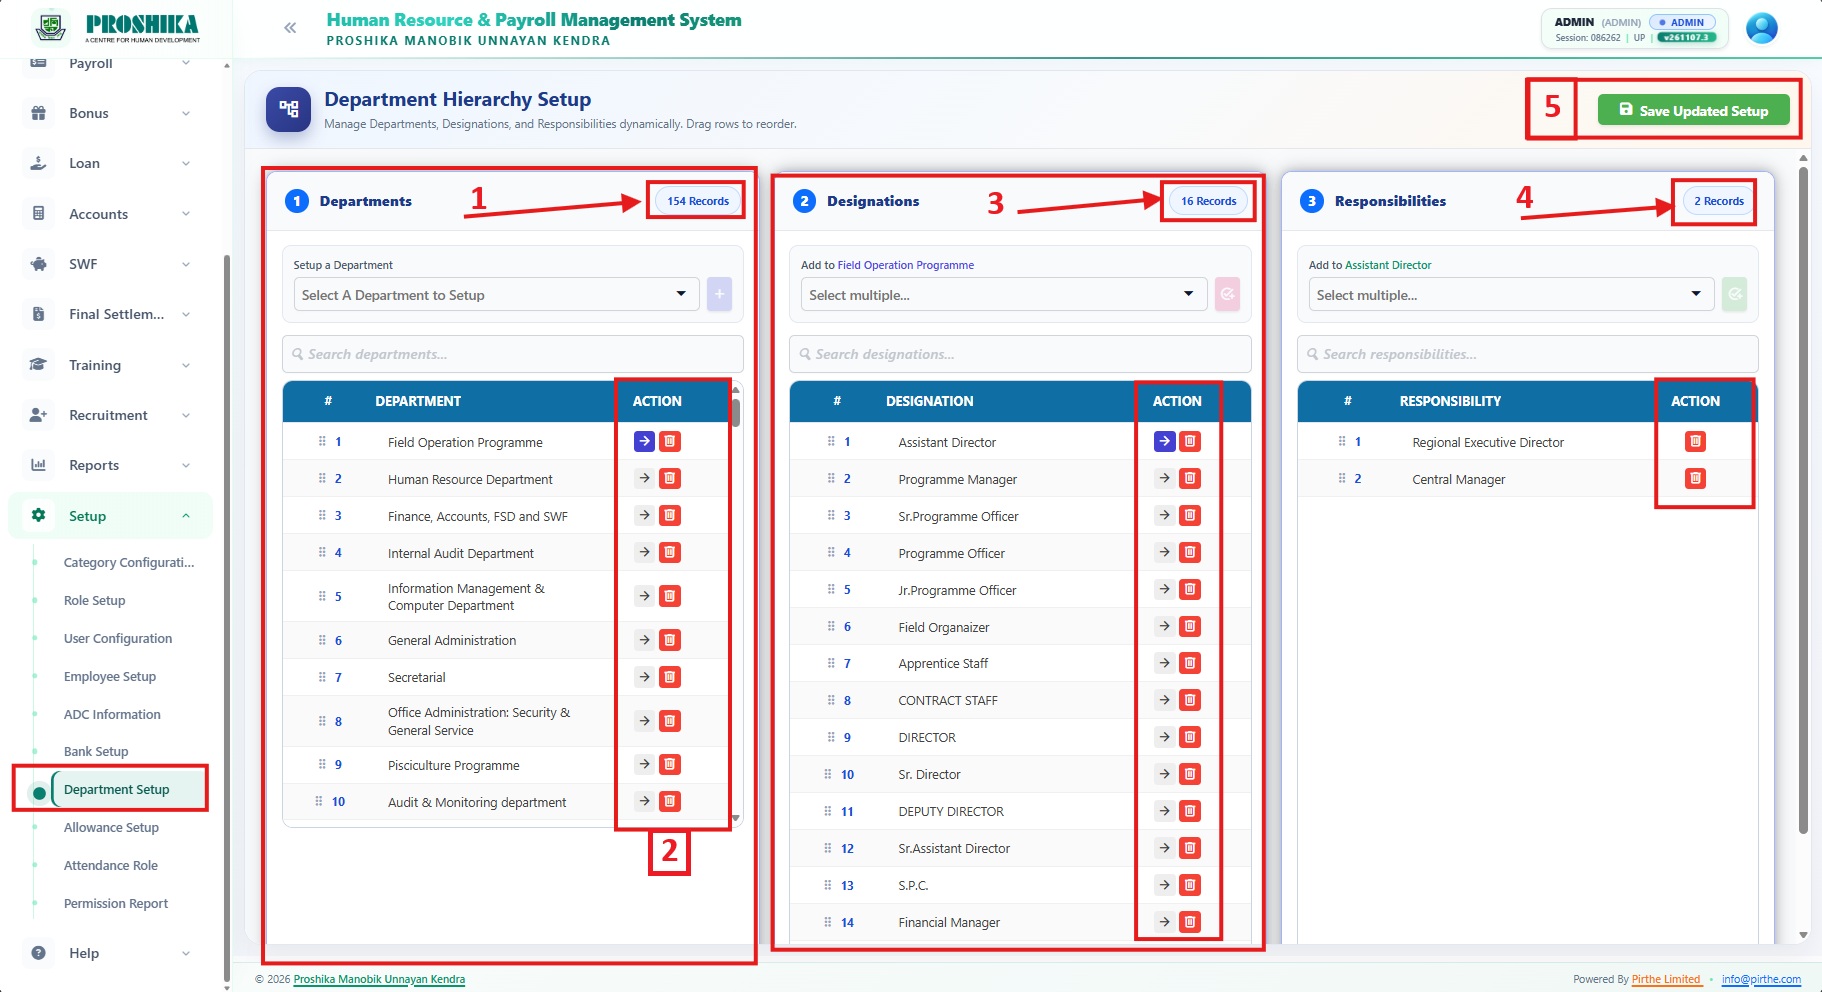 PROSHIKA
A CENTRE FOR HUMAN DEVELOPMENT
Human Resource & Payroll Management System
PROSHIKA MANOBIK UNNAYAN KENDRA
ADMIN (ADMIN) ADMIN
Session: 086262 | UP | v261107.3
Payroll
Bonus
Loan
Accounts
SWF
Final Settlem...
Training
Recruitment
Reports
Setup
Category Configurati...
Role Setup
User Configuration
Employee Setup
ADC Information
Bank Setup
Department Setup
Allowance Setup
Attendance Role
Permission Report
Help
Department Hierarchy Setup
Manage Departments, Designations, and Responsibilities dynamically. Drag rows to reorder.
5
Save Updated Setup
1 Departments
1
154 Records
Setup a Department
Select A Department to Setup
Search departments...
# DEPARTMENT ACTION
1 Field Operation Programme
2 Human Resource Department
3 Finance, Accounts, FSD and SWF
4 Internal Audit Department
5 Information Management &
Computer Department
6 General Administration
7 Secretarial
8 Office Administration: Security &
General Service
9 Pisciculture Programme
10 Audit & Monitoring department
2
2 Designations
3
16 Records
Add to Field Operation Programme
Select multiple...
Search designations...
# DESIGNATION ACTION
1 Assistant Director
2 Programme Manager
3 Sr.Programme Officer
4 Programme Officer
5 Jr.Programme Officer
6 Field Organaizer
7 Apprentice Staff
8 CONTRACT STAFF
9 DIRECTOR
10 Sr. Director
11 DEPUTY DIRECTOR
12 Sr.Assistant Director
13 S.P.C.
14 Financial Manager
3 Responsibilities
4
2 Records
Add to Assistant Director
Select multiple...
Search responsibilities...
# RESPONSIBILITY ACTION
1 Regional Executive Director
2 Central Manager
© 2026 Proshika Manobik Unnayan Kendra
Powered By Pirthe Limited • info@pirthe.com